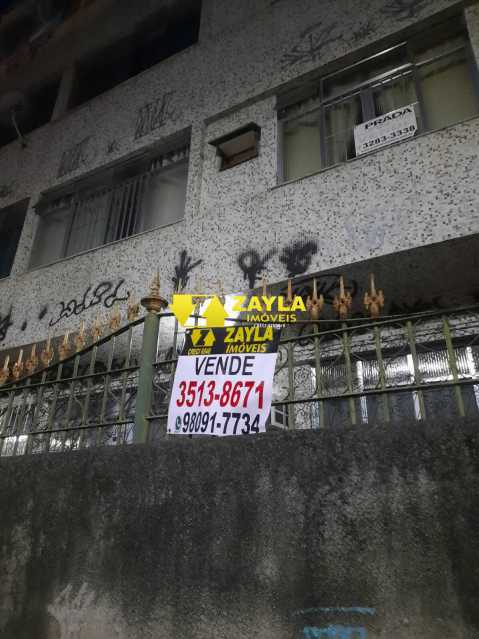 PRADA
3283-3338
ZAYLA
IMÓVEIS
ZAYLA
IMÓVEIS
VENDE
3513-8671
98091-7734